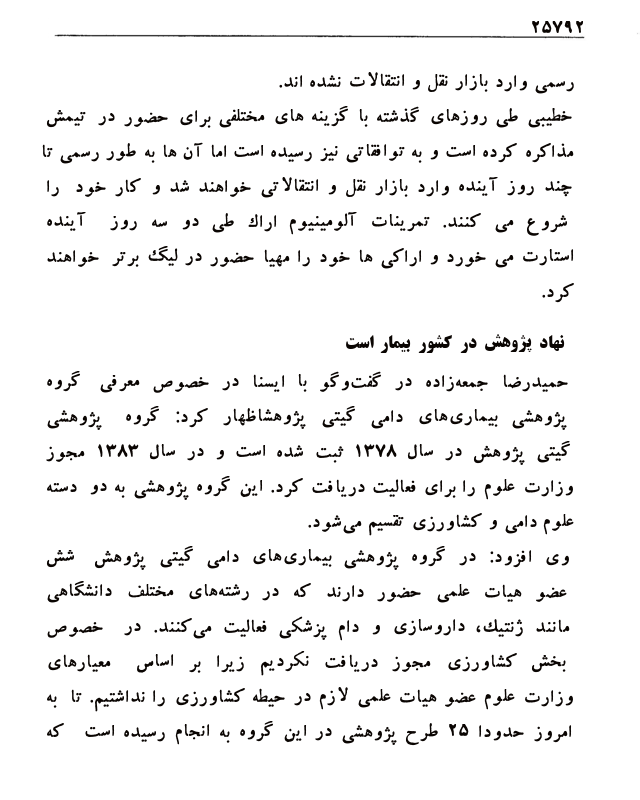 ۲۵۷۹۲
رسمی وارد بازار نقل و انتقالات نشده اند.
خطیبی طی روزهای گذشته با گزینه های مختلفی برای حضور در تیمش
مذاکره کرده است و به توافقاتی نیز رسیده است اما آن ها به طور رسمی تا
چند روز آینده وارد بازار نقل و انتقالاتی خواهند شد و کار خود را
شروع می کنند. تمرینات آلومینیوم اراك طی دو سه روز آینده
استارت می خورد و اراکی ها خود را مهیا حضور در لیگ برتر خواهند
کرد.
نهاد پژوهش در کشور بیمار است
حمیدرضا جمعه‌زاده در گفت‌وگو با ایسنا در خصوص معرفی گروه
پژوهشی بیماری‌های دامی گیتی پژوهشاظهار کرد: گروه پژوهشی
گیتی پژوهش در سال ۱۳۷۸ ثبت شده است و در سال ۱۳۸۳ مجوز
وزارت علوم را برای فعالیت دریافت کرد. این گروه پژوهشی به دو دسته
علوم دامی و کشاورزی تقسیم می‌شود.
وی افزود: در گروه پژوهشی بیماری‌های دامی گیتی پژوهش شش
عضو هیات علمی حضور دارند که در رشته‌های مختلف دانشگاهی
مانند ژنتیك، داروسازی و دام پزشکی فعالیت می‌کنند. در خصوص
بخش کشاورزی مجوز دریافت نکردیم زیرا بر اساس معیارهای
وزارت علوم عضو هیات علمی لازم در حیطه کشاورزی را نداشتیم. تا به
امروز حدودا ۲۵ طرح پژوهشی در این گروه به انجام رسیده است که